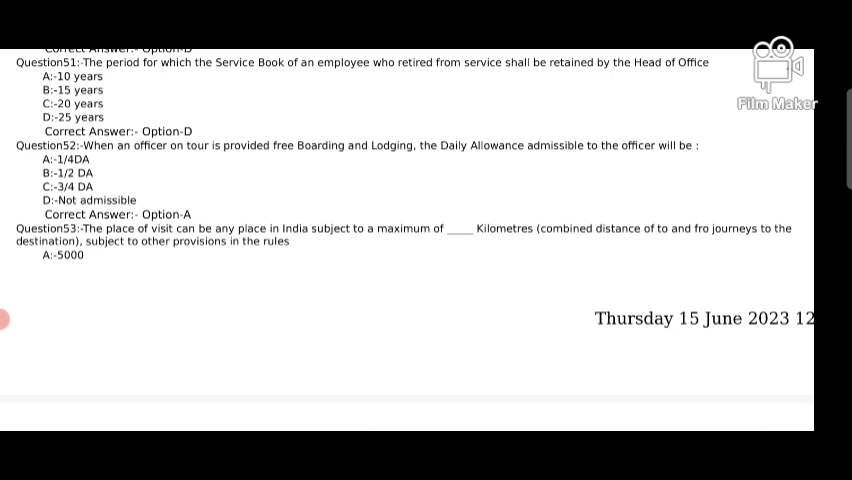 Correct Answer:- Option-D
Question51:-The period for which the Service Book of an employee who retired from service shall be retained by the Head of Office
A:-10 years
B:-15 years
C:-20 years
D:-25 years
Correct Answer:- Option-D
Question52:-When an officer on tour is provided free Boarding and Lodging, the Daily Allowance admissible to the officer will be :
A:-1/4DA
B:-1/2 DA
C:-3/4 DA
D:-Not admissible
Correct Answer:- Option-A
Question53:-The place of visit can be any place in India subject to a maximum of _____ Kilometres (combined distance of to and fro journeys to the
destination), subject to other provisions in the rules
A:-5000
Thursday 15 June 2023 12
Film Maker